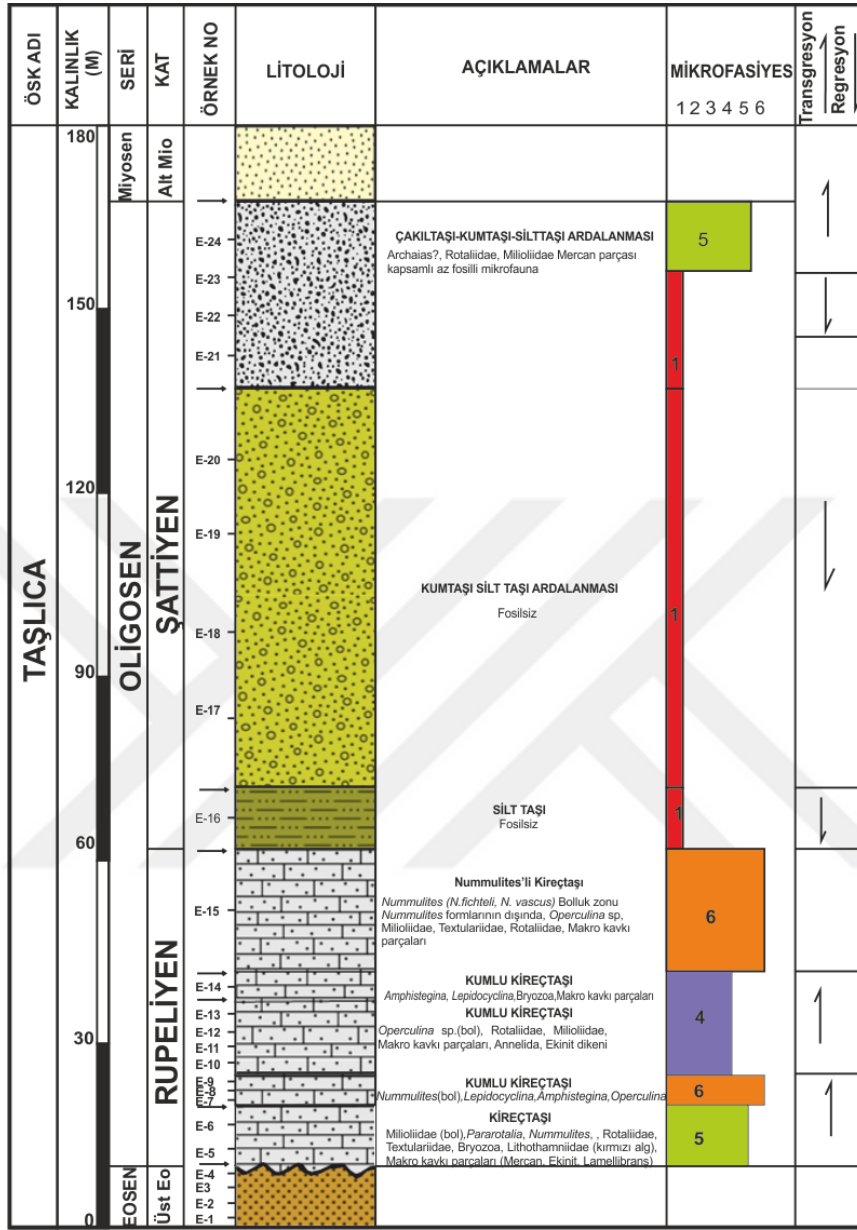 ÖSK ADI
KALINLIK
(M)
SERİ
KAT
ÖRNEK NO
LİTOLOJİ
AÇIKLAMALAR
MİKROFASİYES
1 2 3 4 5 6
Transgresyon
Regresyon
180
150
120
90
60
30
0
TAŞLICA
Miyosen
OLİGOSEN
EOSEN
Alt Mio
ŞATTİYEN
RUPELİYEN
Üst Eo
E-24
E-23
E-22
E-21
E-20
E-19
E-18
E-17
E-16
E-15
E-14
E-13
E-12
E-11
E-10
E-9
E-8
E-7
E-6
E-5
E-4
E3
E-2
E-1
ÇAKILTAŞI-KUMTAŞI-SİLTTAŞI ARDALANMASI
Archaias?, Rotaliidae, Milioliidae Mercan parçası
kapsamlı az fosilli mikrofauna
KUMTAŞI SİLT TAŞI ARDALANMASI
Fosilsiz
SİLT TAŞI
Fosilsiz
Nummulites'li Kireçtaşı
Nummulites (N.fichteli, N. vascus) Bolluk zonu
Nummulites formlarının dışında, Operculina sp,
Milioliidae, Textulariidae, Rotaliidae, Makro kavkı
parçaları
KUMLU KİREÇTAŞI
Amphistegina, Lepidocyclina,Bryozoa,Makro kavkı parçaları
KUMLU KİREÇTAŞI
Operculina sp.(bol), Rotaliidae, Milioliidae,
Makro kavkı parçaları, Annelida, Ekinit dikeni
KUMLU KİREÇTAŞI
Nummulites(bol),Lepidocyclina,Amphistegina,Operculina
KİREÇTAŞI
Milioliidae (bol),Pararotalia, Nummulites, , Rotaliidae,
Textulariidae, Bryozoa, Lithothamniidae (kırmızı alg),
Makro kavkı parçaları (Mercan, Ekinit, Lamellibrans)
5
1
1
1
6
4
6
5